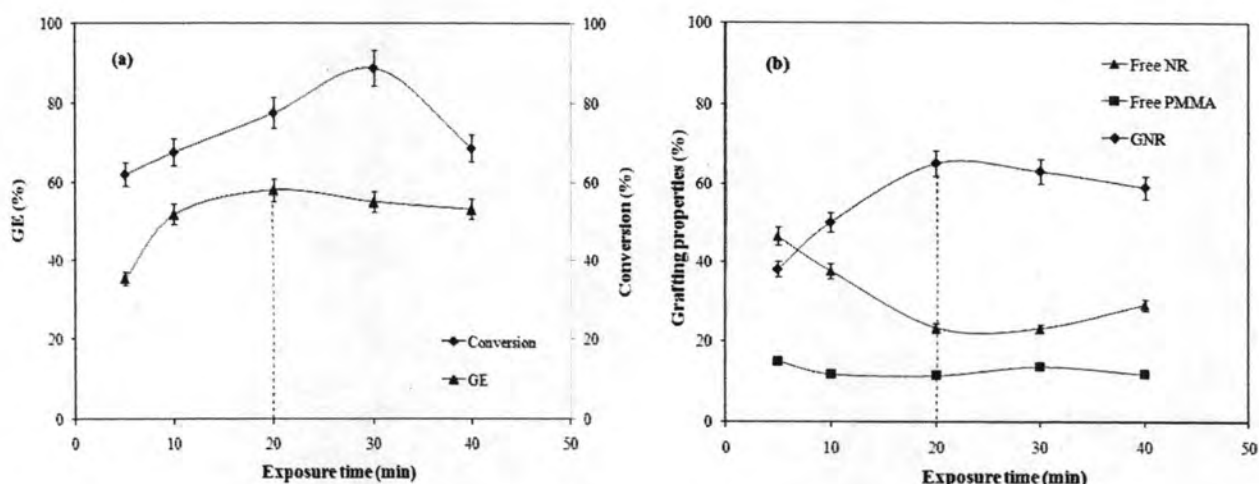 (a)
100
80
60
40
20
0
GE (%)
100
80
60
40
20
0
Conversion (%)
Conversion
GE
0 10 20 30 40 50
Exposure time (min)
(b)
100
80
60
40
20
0
Grafting properties (%)
Free NR
Free PMMA
GNR
0 10 20 30 40 50
Exposure time (min)